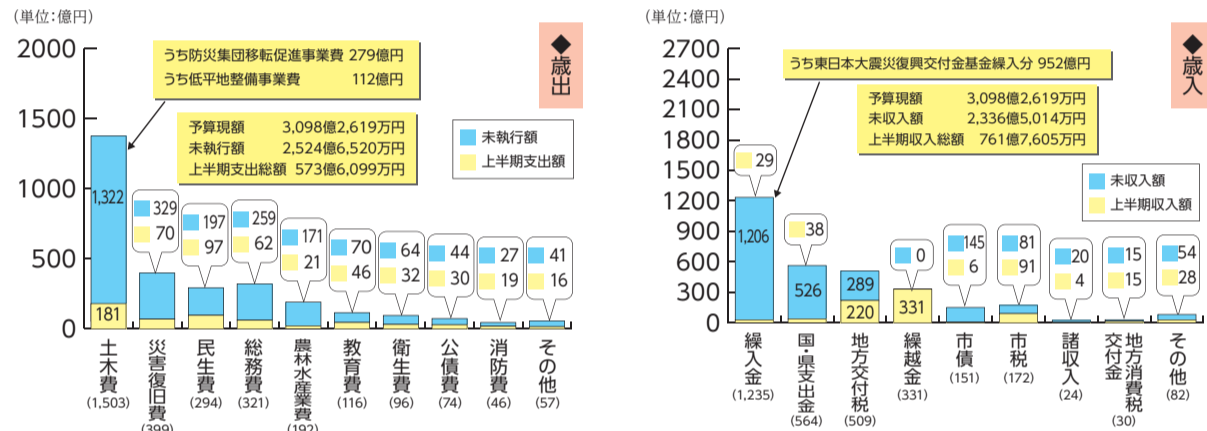 (単位:億円)
◆歳出
2000
1500
1000
500
0
うち防災集団移転促進事業費 279億円
うち低平地整備事業費 112億円
予算現額 3,098億2,619万円
未執行額 2,524億6,520万円
上半期支出総額 573億6,099万円
未執行額
上半期支出額
1,322
181
329
70
197
97
259
62
171
21
70
46
64
32
44
30
27
19
41
16
土木費
(1,503)
災害復旧費
(399)
民生費
(294)
総務費
(321)
農林水産業費
(192)
教育費
(116)
衛生費
(96)
公債費
(74)
消防費
(46)
その他
(57)
(単位:億円)
◆歳入
2700
2400
2100
1800
1500
1200
900
600
300
0
うち東日本大震災復興交付金基金繰入分 952億円
予算現額 3,098億2,619万円
未収入額 2,336億5,014万円
上半期収入総額 761億7,605万円
未収入額
上半期収入額
29
1,206
38
526
289
220
0
331
145
6
81
91
20
4
15
15
54
28
繰入金
(1,235)
国・県支出金
(564)
地方交付税
(509)
繰越金
(331)
市債
(151)
市税
(172)
諸収入
(24)
地方消費税
交付金
(30)
その他
(82)